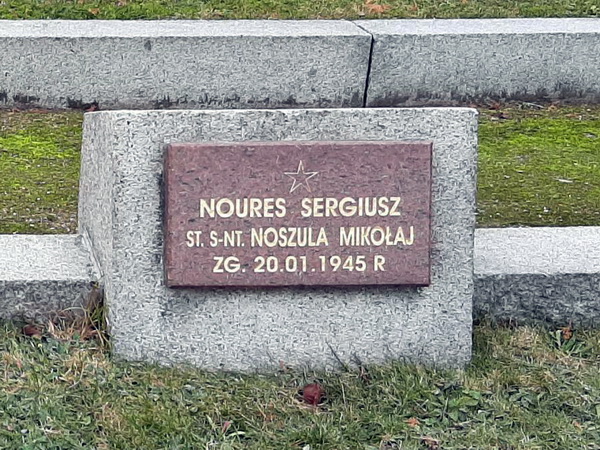 NOURES SERGIUSZ
ST. S-NT. NOSZULA MIKOŁAJ
ZG. 20.01.1945 R